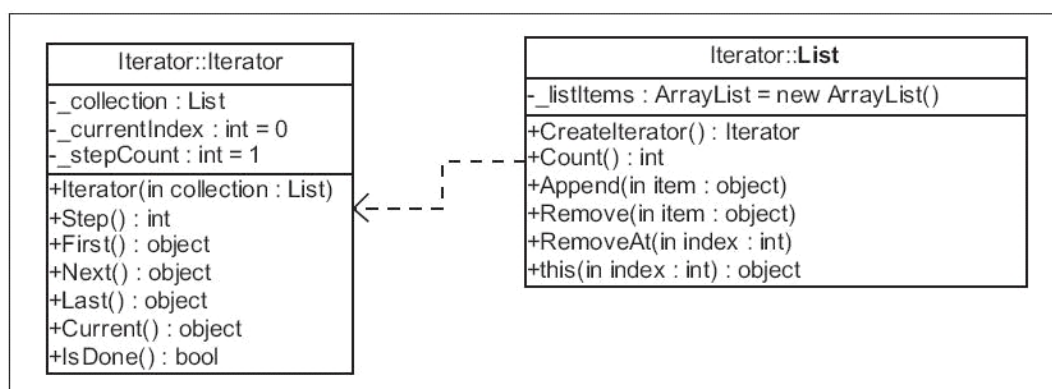 Iterator::Iterator
-_collection : List
-_currentIndex : int = 0
-_stepCount : int = 1
+Iterator(in collection : List)
+Step() : int
+First() : object
+Next() : object
+Last() : object
+Current() : object
+IsDone() : bool
Iterator::List
-_listItems : ArrayList = new ArrayList()
+CreateIterator() : Iterator
+Count() : int
+Append(in item : object)
+Remove(in item : object)
+RemoveAt(in index : int)
+this(in index : int) : object